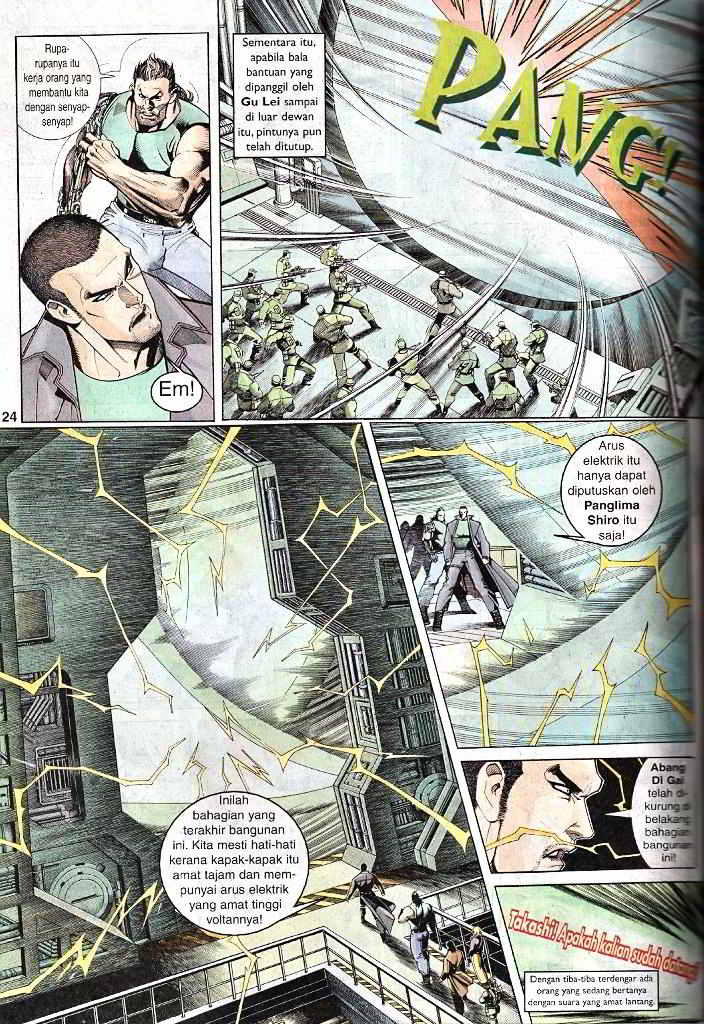 Rupa-
rupanya itu
kerja orang yang
membantu kita
dengan senyap-
senyap!
Em!
24
Sementara itu,
apabila bala
bantuan yang
dipanggil oleh
Gu Lei sampai
di luar dewan
itu, pintunya pun
telah ditutup.
PANG!
Inilah
bahagian yang
terakhir bangunan
ini. Kita mesti hati-hati
kerana kapak-kapak itu
amat tajam dan mem-
punyai arus elektrik
yang amat tinggi
voltannya!
Arus
elektrik itu
hanya dapat
diputuskan oleh
Panglima
Shiro itu
saja!
Abang
Di Gai
telah di-
kurung di
belakang
bahagian
bangunan
ini!
Takashi! Apakah kalian sudah datang?
Dengan tiba-tiba terdengar ada
orang yang sedang bertanya
dengan suara yang amat lantang.